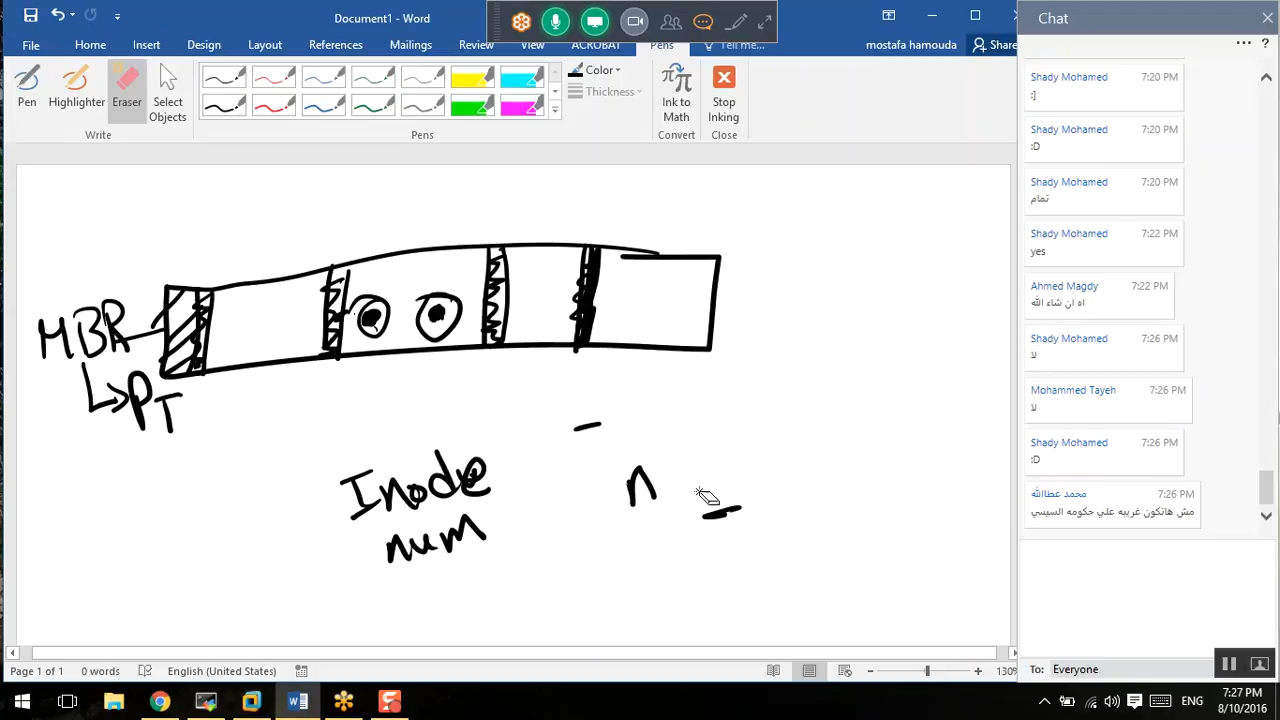 Document1 - Word
Chat
File
Home
Insert
Design
Layout
References
Mailings
Review
View
ACROBAT
Pens
Tell me...
mostafa hamouda
Share
Pen
Highlighter
Eraser
Select Objects
Color
Thickness
Ink to Math
Stop Inking
Write
Pens
Convert
Close
MBR
PT
Inode
num
n
Shady Mohamed 7:20 PM
:]
Shady Mohamed 7:20 PM
:D
Shady Mohamed 7:20 PM
تمام
Shady Mohamed 7:22 PM
yes
Ahmed Magdy 7:22 PM
اه ان شاء الله
Shady Mohamed 7:26 PM
لا
Mohammed Tayeh 7:26 PM
لا
Shady Mohamed 7:26 PM
:D
محمد عطاالله 7:26 PM
مش هاتكون غريبه علي حكومه السيسي
To: Everyone
Page 1 of 1
0 words
English (United States)
130%
ENG
7:27 PM
8/10/2016